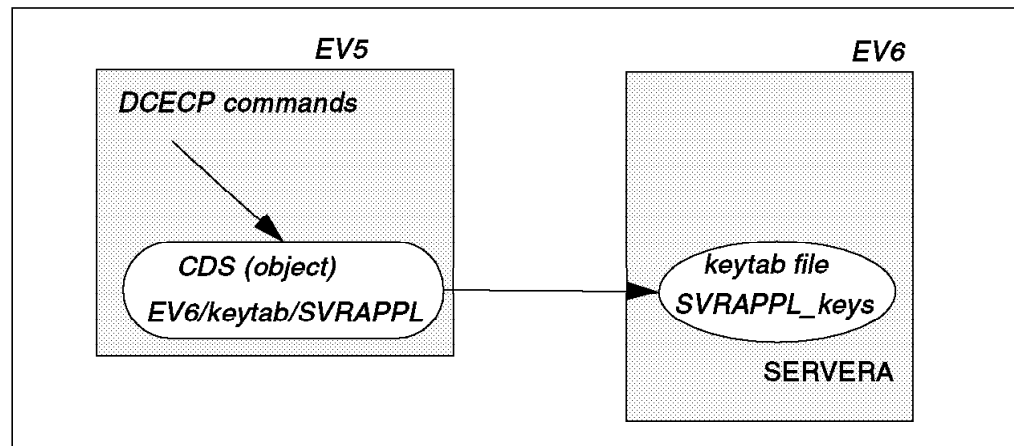 EV5
DCECP commands
CDS (object)
EV6/keytab/SVRAPPL
EV6
keytab file
SVRAPPL_keys
SERVERA